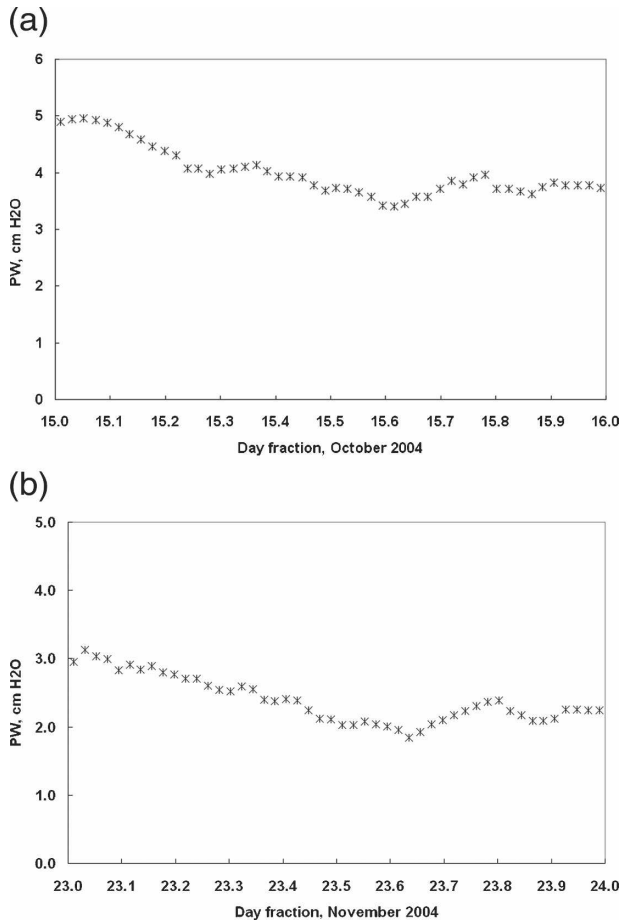 (a)
6
5
4
3
2
1
0
PW, cm H2O
15.0 15.1 15.2 15.3 15.4 15.5 15.6 15.7 15.8 15.9 16.0
Day fraction, October 2004
(b)
5.0
4.0
3.0
2.0
1.0
0.0
PW, cm H2O
23.0 23.1 23.2 23.3 23.4 23.5 23.6 23.7 23.8 23.9 24.0
Day fraction, November 2004